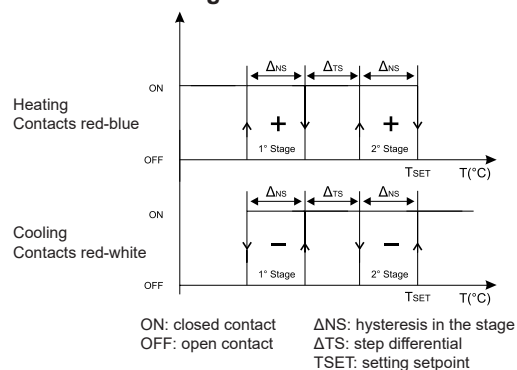 ΔNS ΔTS ΔNS
ON
Heating
Contacts red-blue
+ +
1° Stage 2° Stage
OFF
TSET T(°C)
ΔNS ΔTS ΔNS
ON
Cooling
Contacts red-white
− −
1° Stage 2° Stage
OFF
TSET T(°C)
ON: closed contact ΔNS: hysteresis in the stage
OFF: open contact ΔTS: step differential
TSET: setting setpoint